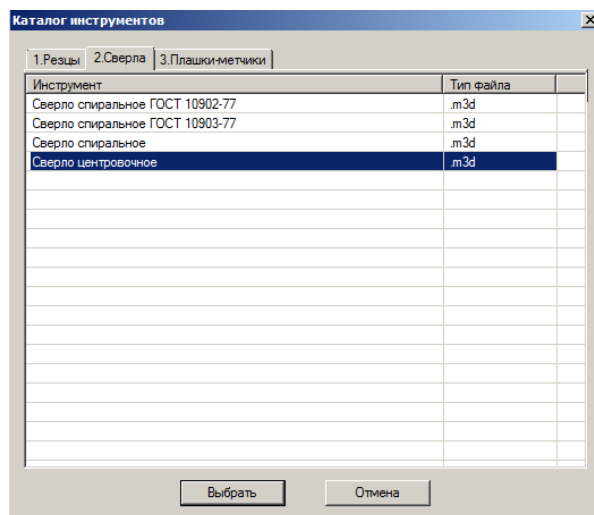 Каталог инструментов
1.Резцы 2.Сверла 3.Плашки-метчики
Инструмент Тип файла
Сверло спиральное ГОСТ 10902-77 .m3d
Сверло спиральное ГОСТ 10903-77 .m3d
Сверло спиральное .m3d
Сверло центровочное .m3d
Выбрать Отмена